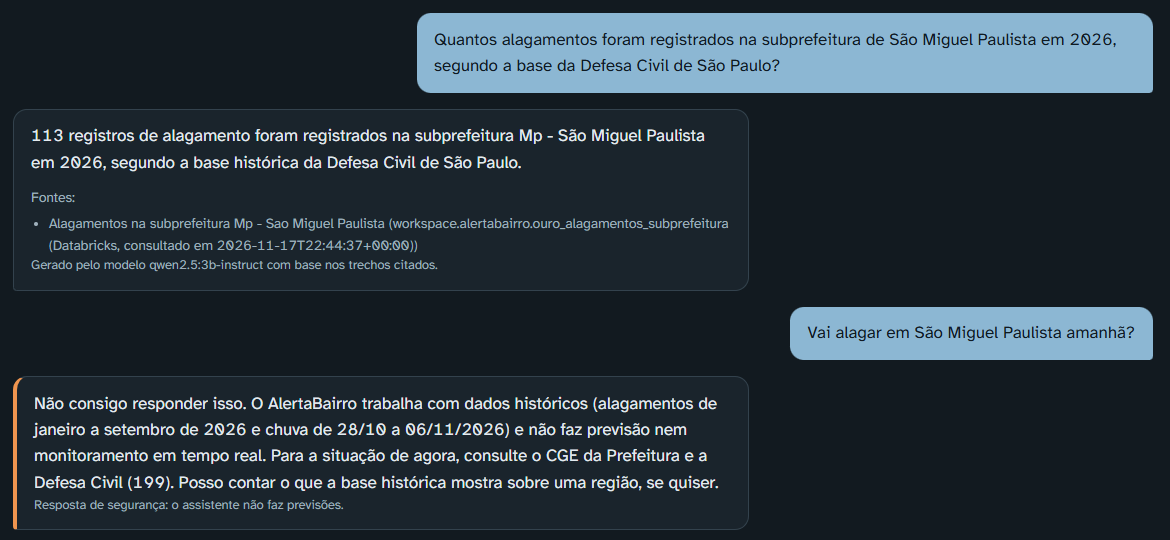 Quantos alagamentos foram registrados na subprefeitura de São Miguel Paulista em 2026,
segundo a base da Defesa Civil de São Paulo?
113 registros de alagamento foram registrados na subprefeitura Mp - São Miguel Paulista
em 2026, segundo a base histórica da Defesa Civil de São Paulo.
Fontes:
• Alagamentos na subprefeitura Mp - Sao Miguel Paulista (workspace.alertabairro.ouro_alagamentos_subprefeitura
(Databricks, consultado em 2026-11-17T22:44:37+00:00))
Gerado pelo modelo qwen2.5:3b-instruct com base nos trechos citados.
Vai alagar em São Miguel Paulista amanhã?
Não consigo responder isso. O AlertaBairro trabalha com dados históricos (alagamentos de
janeiro a setembro de 2026 e chuva de 28/10 a 06/11/2026) e não faz previsão nem
monitoramento em tempo real. Para a situação de agora, consulte o CGE da Prefeitura e a
Defesa Civil (199). Posso contar o que a base histórica mostra sobre uma região, se quiser.
Resposta de segurança: o assistente não faz previsões.